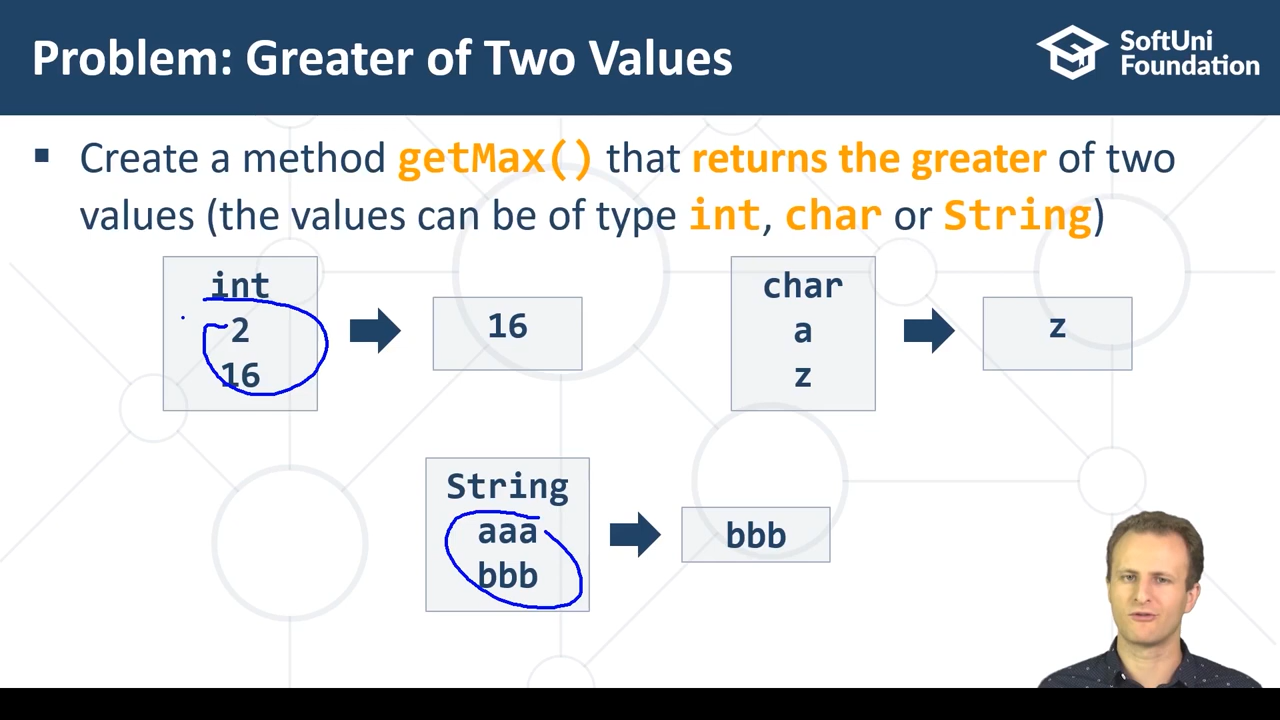 Problem: Greater of Two Values
SoftUni
Foundation
▪ Create a method getMax() that returns the greater of two
values (the values can be of type int, char or String)
int
2
16
16
char
a
z
z
String
aaa
bbb
bbb